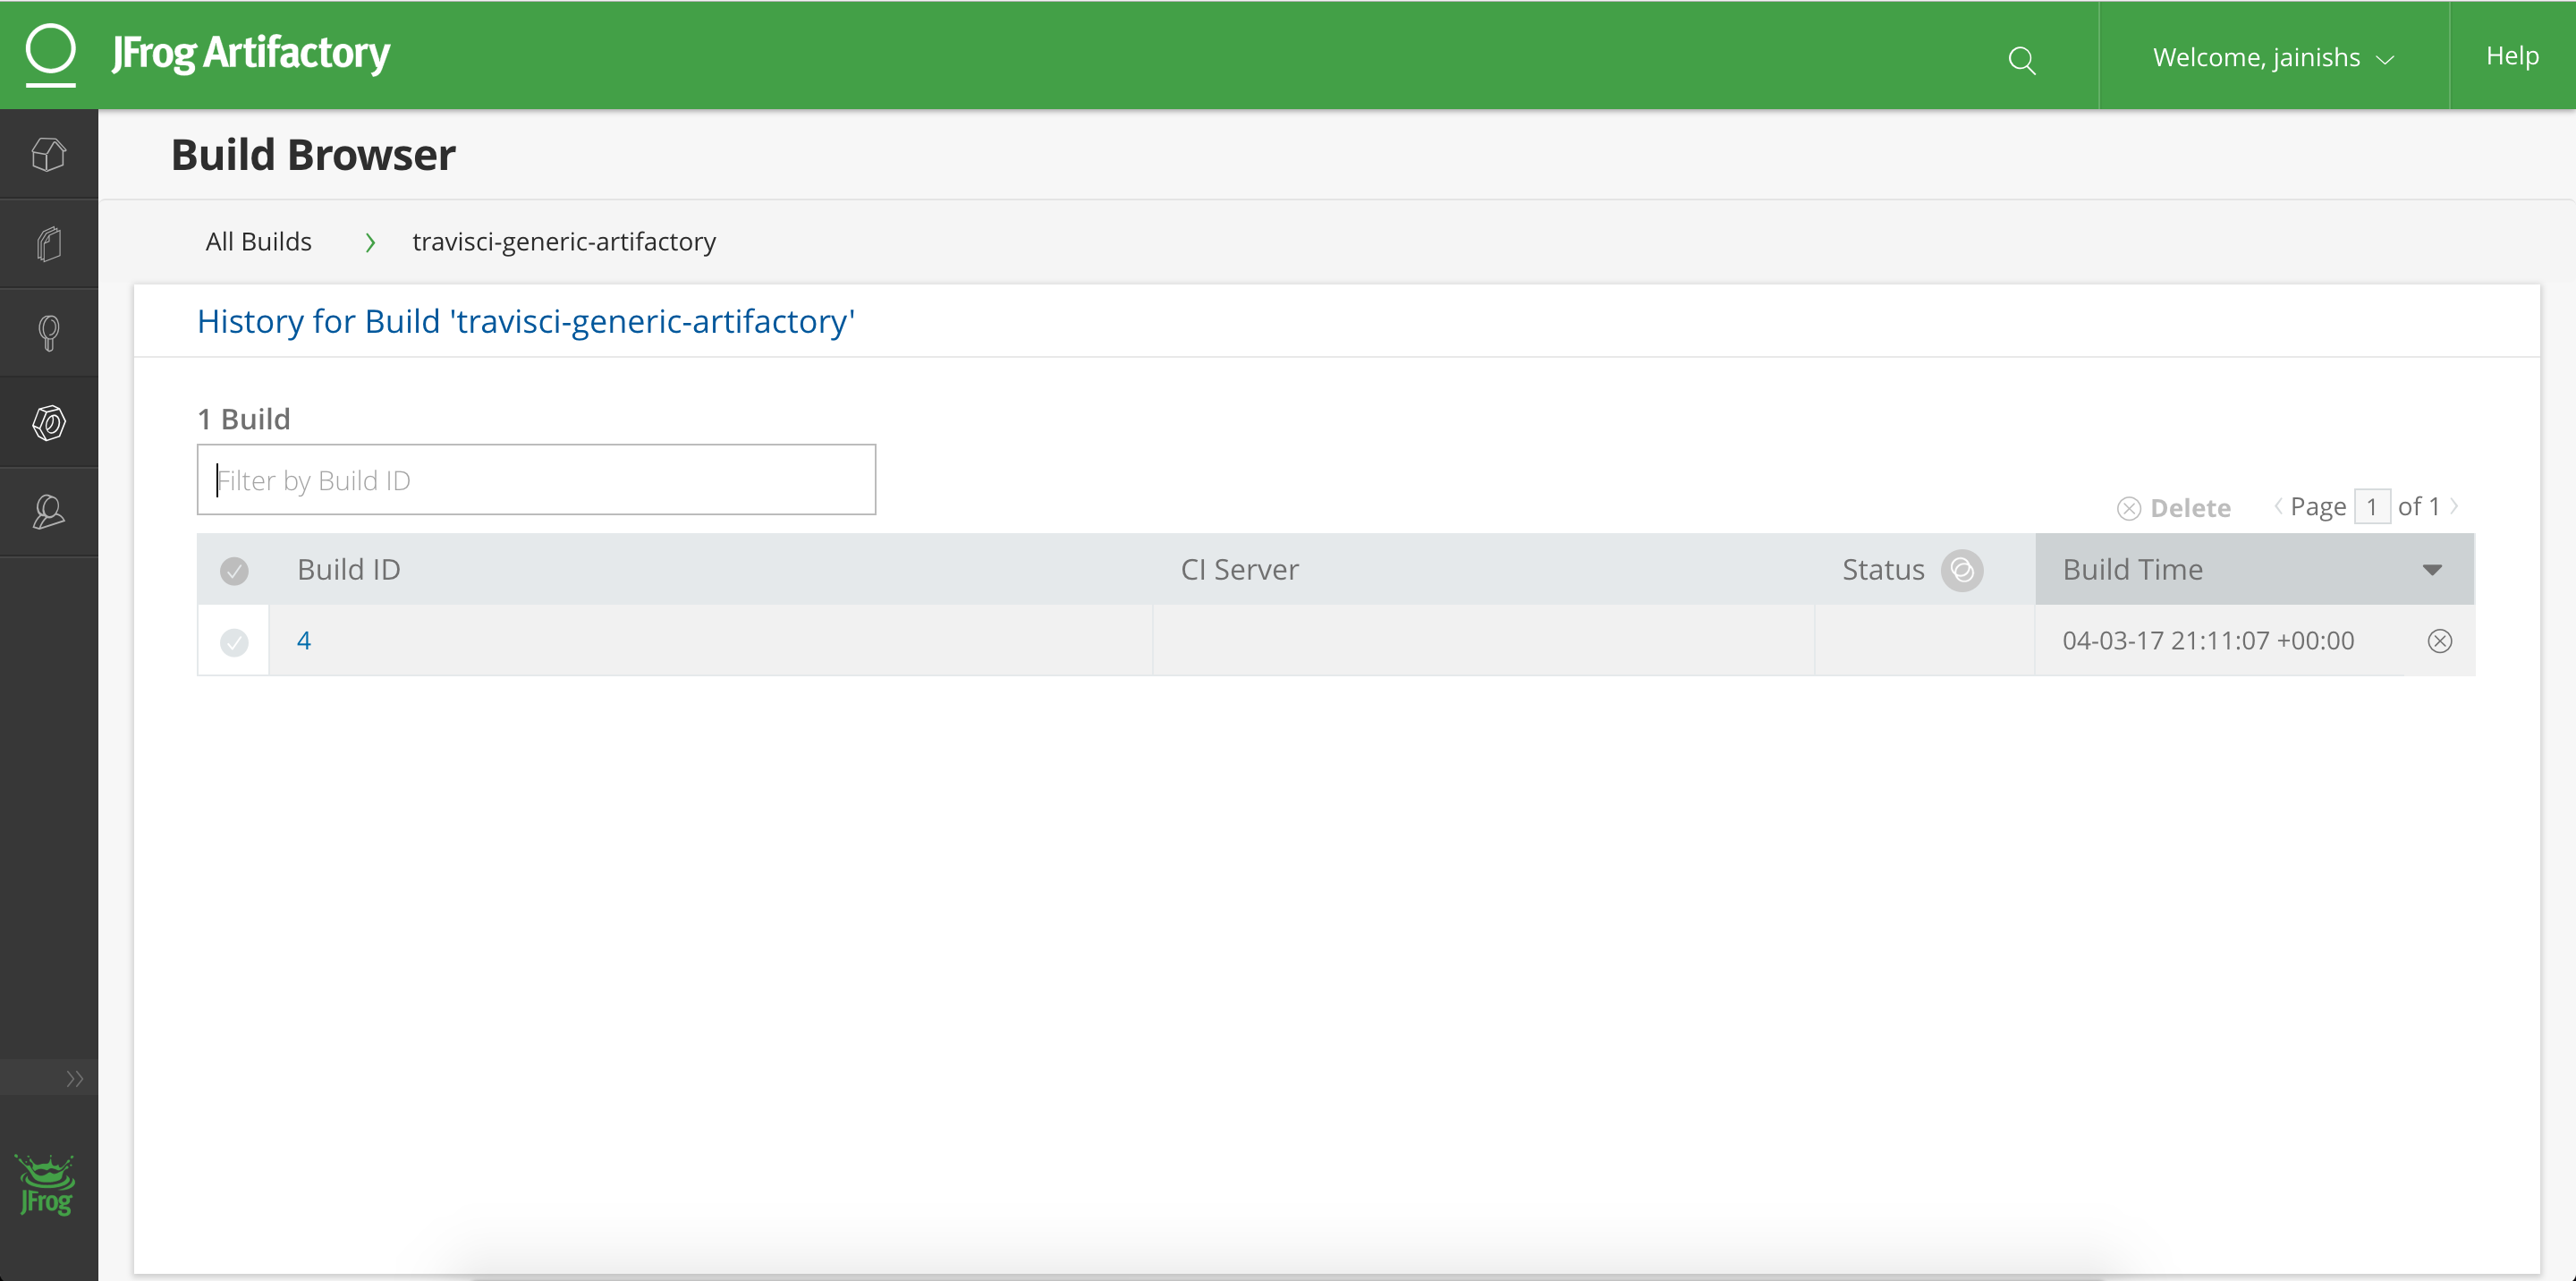 JFrog Artifactory
Welcome, jainishs
Help
Build Browser
All Builds
travisci-generic-artifactory
History for Build 'travisci-generic-artifactory'
1 Build
Filter by Build ID
Delete
Page 1 of 1
Build ID CI Server Status Build Time
4 04-03-17 21:11:07 +00:00
JFrog